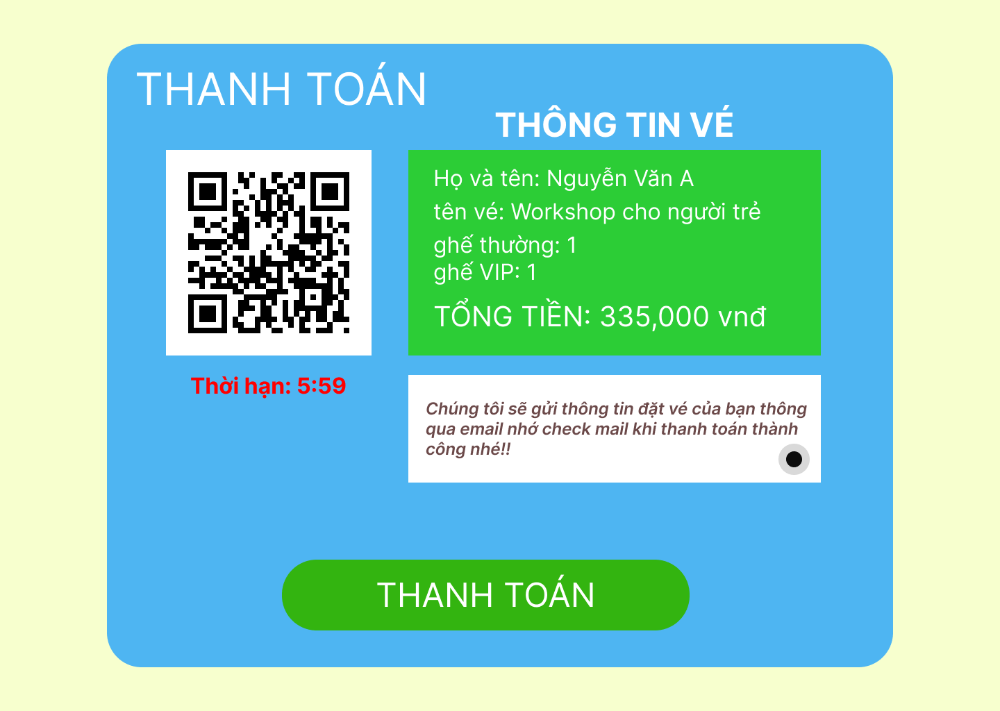 THANH TOÁN
THÔNG TIN VÉ
Họ và tên: Nguyễn Văn A
tên vé: Workshop cho người trẻ
ghế thường: 1
ghế VIP: 1
TỔNG TIỀN: 335,000 vnđ
Thời hạn: 5:59
Chúng tôi sẽ gửi thông tin đặt vé của bạn thông
qua email nhớ check mail khi thanh toán thành
công nhé!!
THANH TOÁN